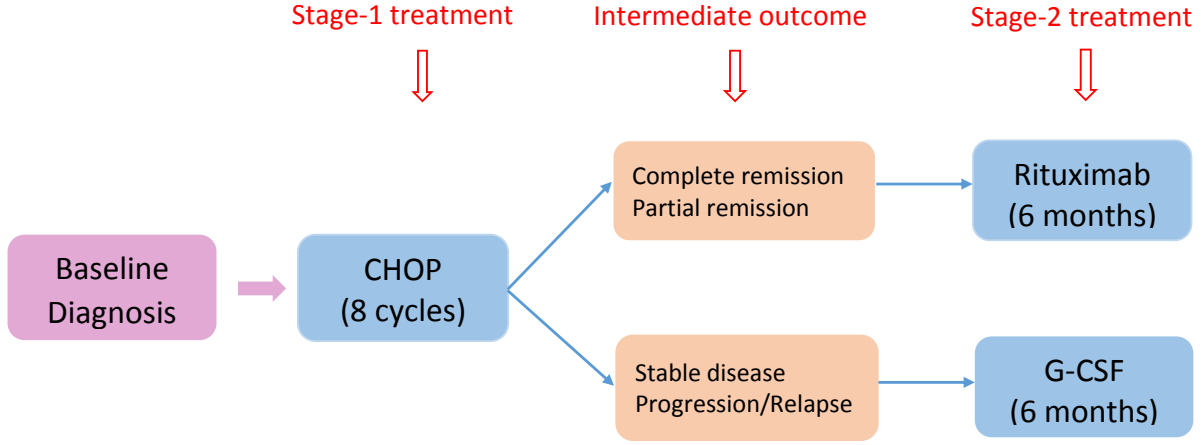 Stage-1 treatment
Intermediate outcome
Stage-2 treatment
Baseline
Diagnosis
CHOP
(8 cycles)
Complete remission
Partial remission
Rituximab
(6 months)
Stable disease
Progression/Relapse
G-CSF
(6 months)